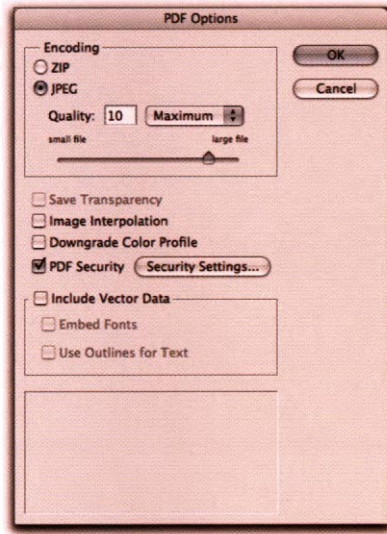 PDF Options
Encoding
ZIP
JPEG
Quality: 10 Maximum
small file large file
OK
Cancel
Save Transparency
Image Interpolation
Downgrade Color Profile
PDF Security Security Settings...
Include Vector Data
Embed Fonts
Use Outlines for Text